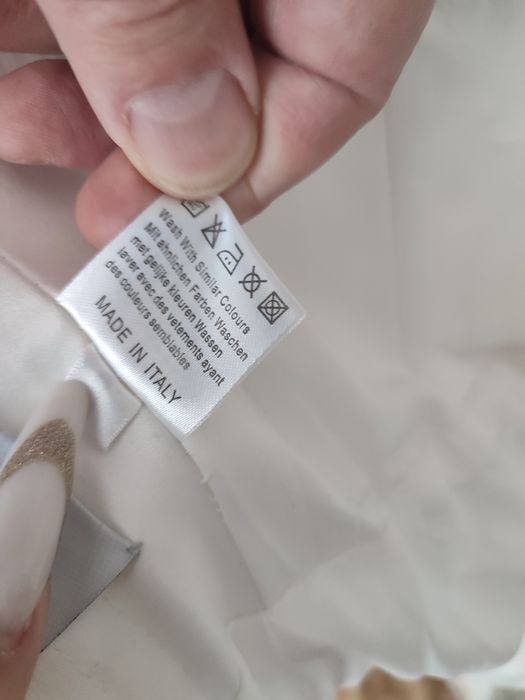 Wash With Similar Colours
Mit ähnlichen Farben Waschen
met gelijke kleuren Wassen
laver avec des vetements ayant
des couleurs semblables
MADE IN ITALY